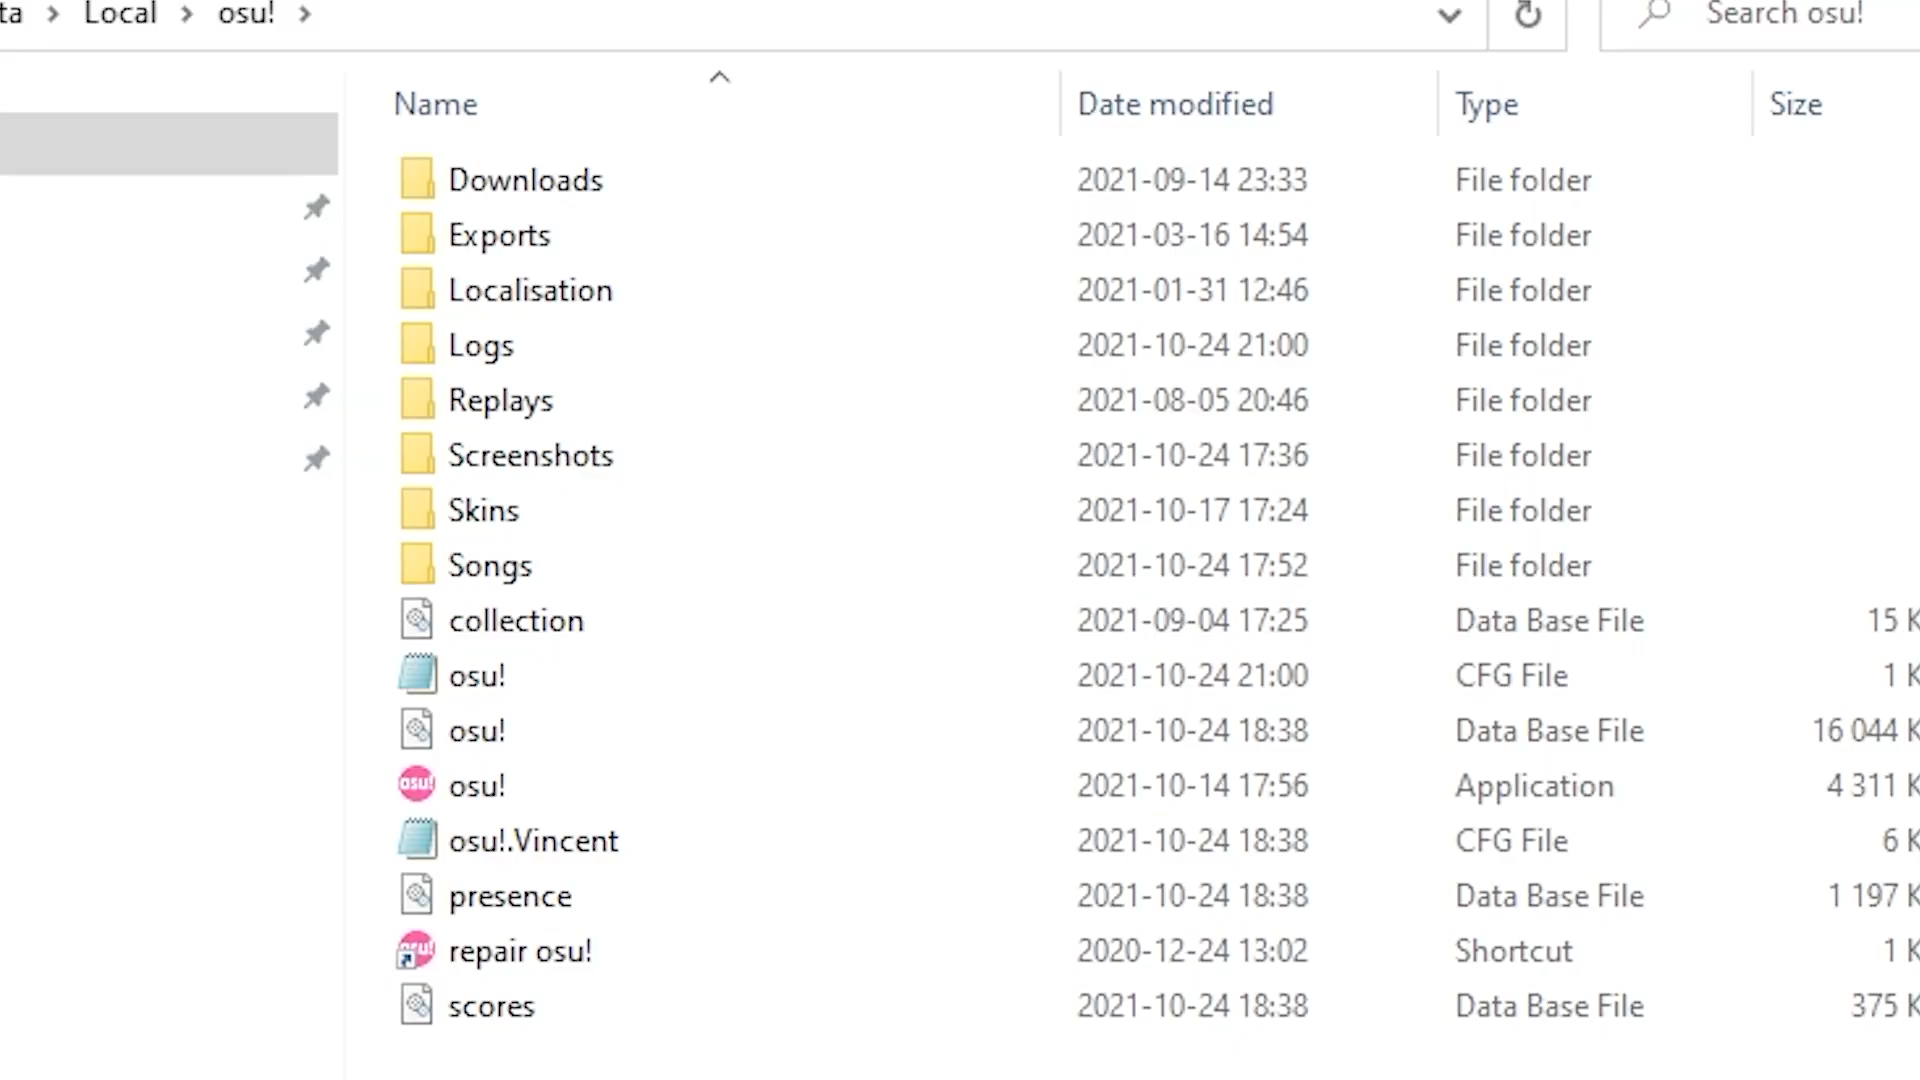 ta > Local > osu! >
Search osu!
Name Date modified Type Size
Downloads 2021-09-14 23:33 File folder
Exports 2021-03-16 14:54 File folder
Localisation 2021-01-31 12:46 File folder
Logs 2021-10-24 21:00 File folder
Replays 2021-08-05 20:46 File folder
Screenshots 2021-10-24 17:36 File folder
Skins 2021-10-17 17:24 File folder
Songs 2021-10-24 17:52 File folder
collection 2021-09-04 17:25 Data Base File 15 K
osu! 2021-10-24 21:00 CFG File 1 K
osu! 2021-10-24 18:38 Data Base File 16 044 K
osu! osu! 2021-10-14 17:56 Application 4 311 K
osu!.Vincent 2021-10-24 18:38 CFG File 6 K
presence 2021-10-24 18:38 Data Base File 1 197 K
osu! repair osu! 2020-12-24 13:02 Shortcut 1 K
scores 2021-10-24 18:38 Data Base File 375 K